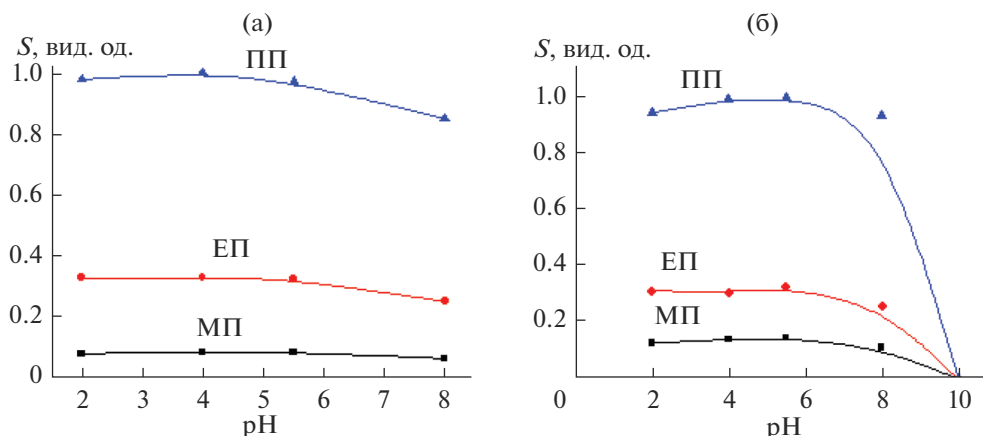 (а)
S, вид. од.
ПП
1.0
0.8
0.6
0.4
ЕП
0.2
МП
0
2 3 4 5 6 7 8
pH
(б)
S, вид. од.
ПП
1.0
0.8
0.6
0.4
ЕП
МП
0.2
0 2 4 6 8 10
pH